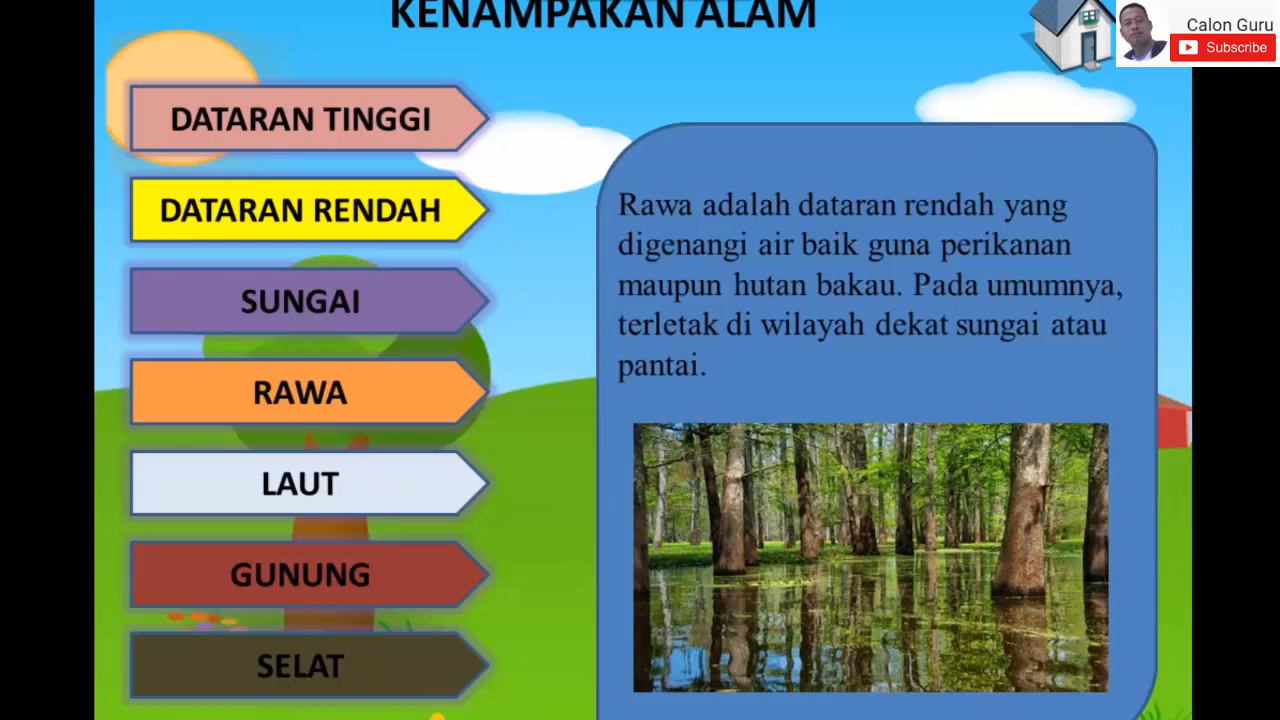 KENAMPAKAN ALAM
Calon Guru
Subscribe
DATARAN TINGGI
DATARAN RENDAH
SUNGAI
RAWA
LAUT
GUNUNG
SELAT
Rawa adalah dataran rendah yang
digenangi air baik guna perikanan
maupun hutan bakau. Pada umumnya,
terletak di wilayah dekat sungai atau
pantai.